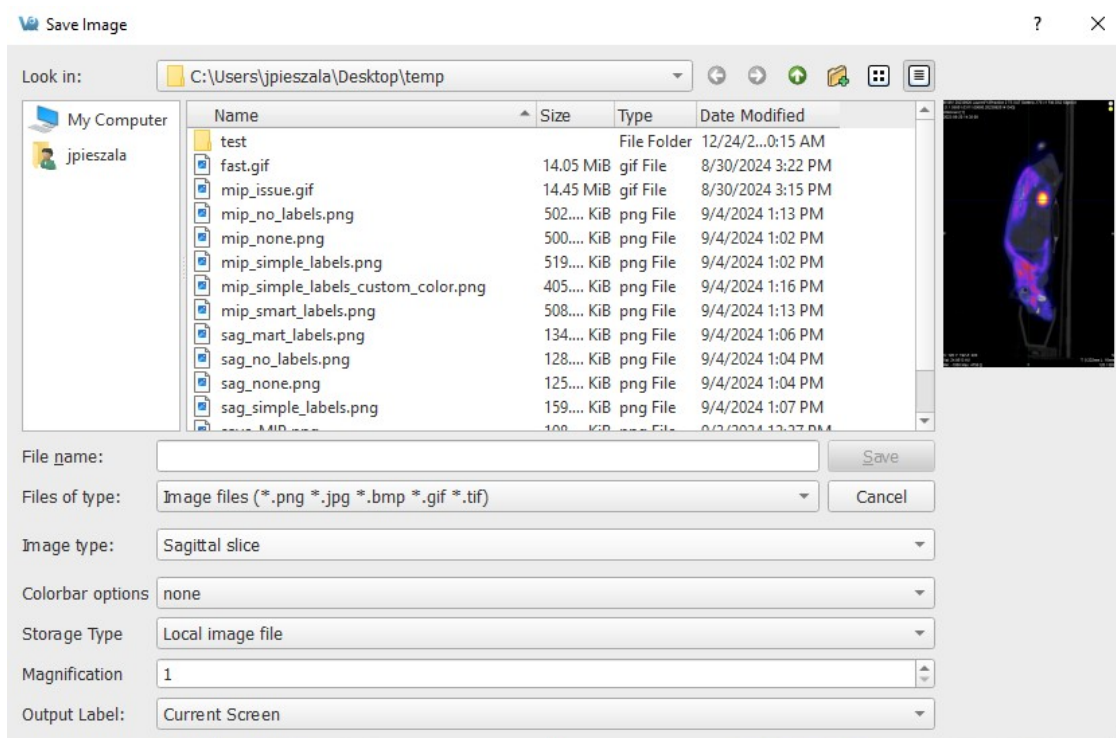 Save Image
?
Look in:
C:\Users\jpieszala\Desktop\temp
My Computer
jpieszala
Name Size Type Date Modified
test File Folder 12/24/2...0:15 AM
fast.gif 14.05 MiB gif File 8/30/2024 3:22 PM
mip_issue.gif 14.45 MiB gif File 8/30/2024 3:15 PM
mip_no_labels.png 502.... KiB png File 9/4/2024 1:13 PM
mip_none.png 500.... KiB png File 9/4/2024 1:02 PM
mip_simple_labels.png 519.... KiB png File 9/4/2024 1:02 PM
mip_simple_labels_custom_color.png 405.... KiB png File 9/4/2024 1:16 PM
mip_smart_labels.png 508.... KiB png File 9/4/2024 1:13 PM
sag_mart_labels.png 134.... KiB png File 9/4/2024 1:06 PM
sag_no_labels.png 128.... KiB png File 9/4/2024 1:04 PM
sag_none.png 125.... KiB png File 9/4/2024 1:04 PM
sag_simple_labels.png 159.... KiB png File 9/4/2024 1:07 PM
File name:
Save
Files of type: Image files (*.png *.jpg *.bmp *.gif *.tif)
Cancel
Image type: Sagittal slice
Colorbar options none
Storage Type Local image file
Magnification 1
Output Label: Current Screen